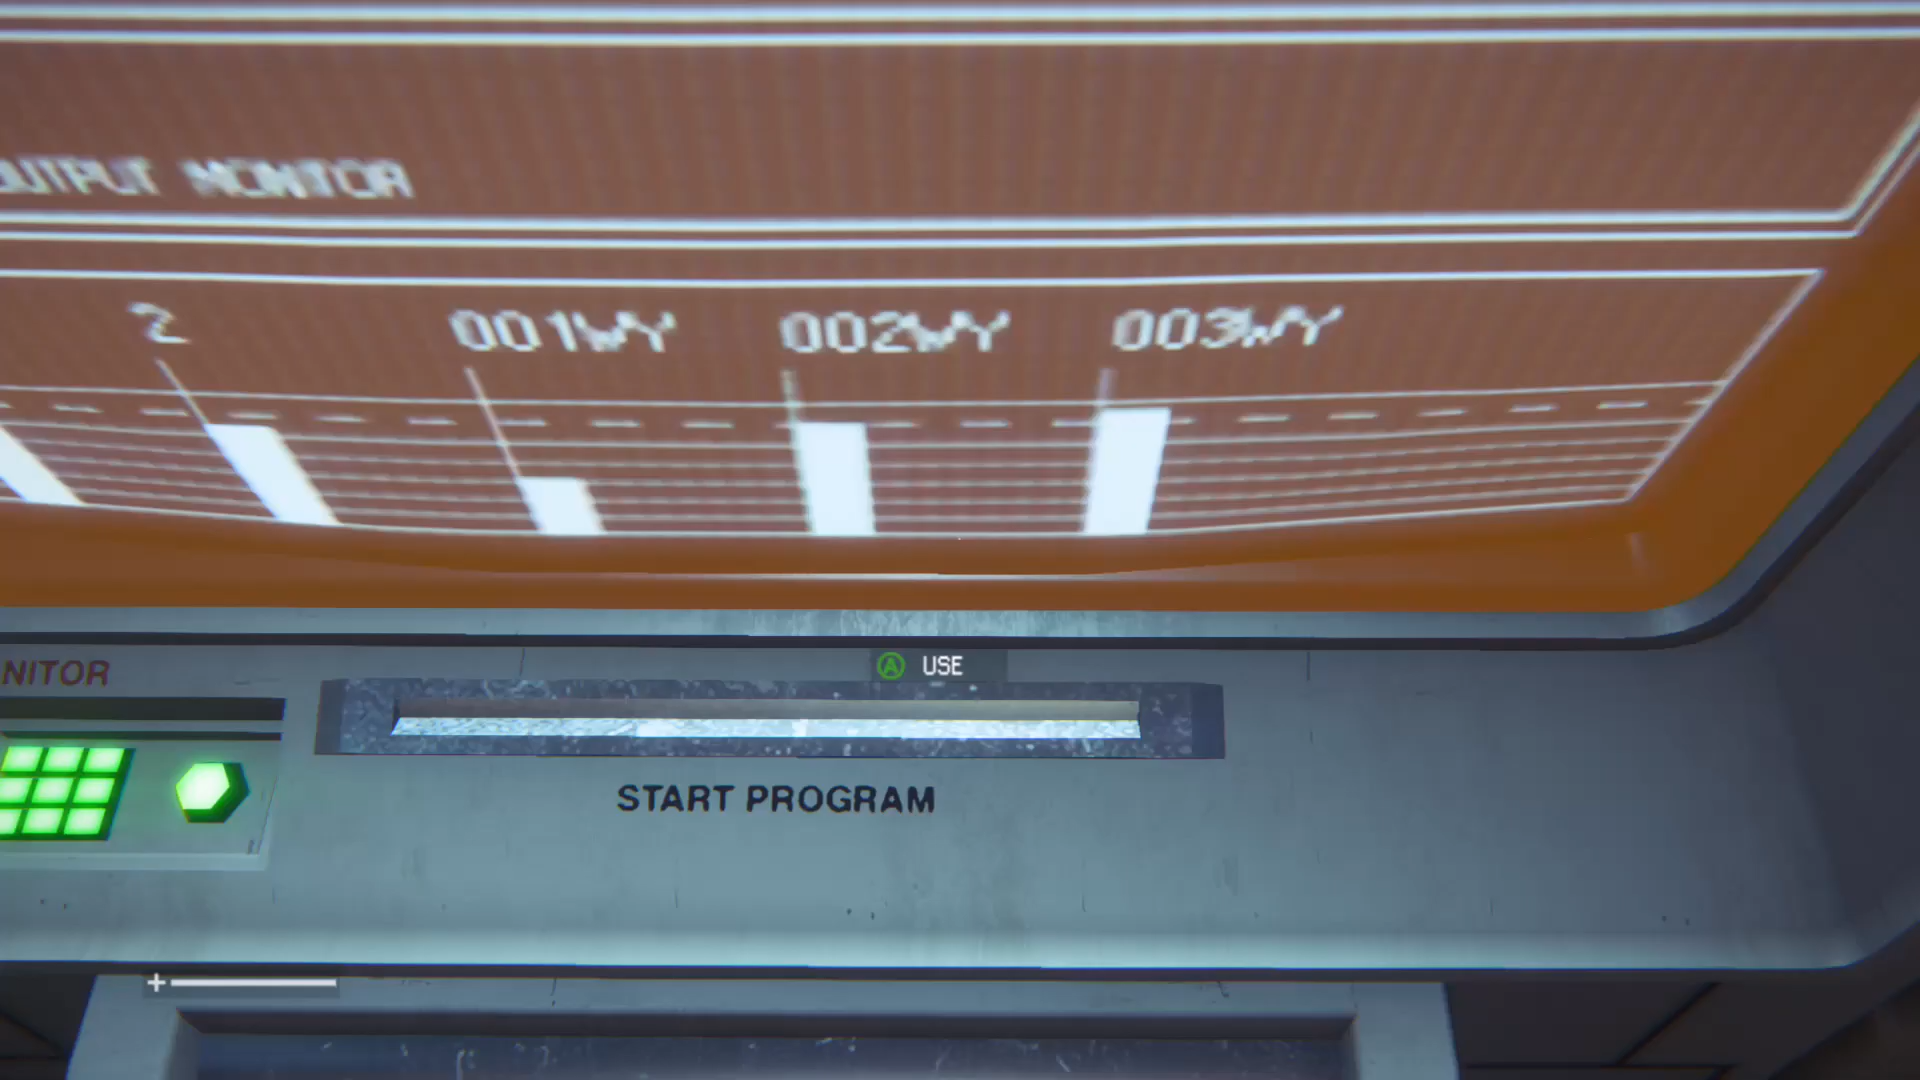 OUTPUT MONITOR
2 001WY 002WY 003WY
NITOR
A USE
START PROGRAM